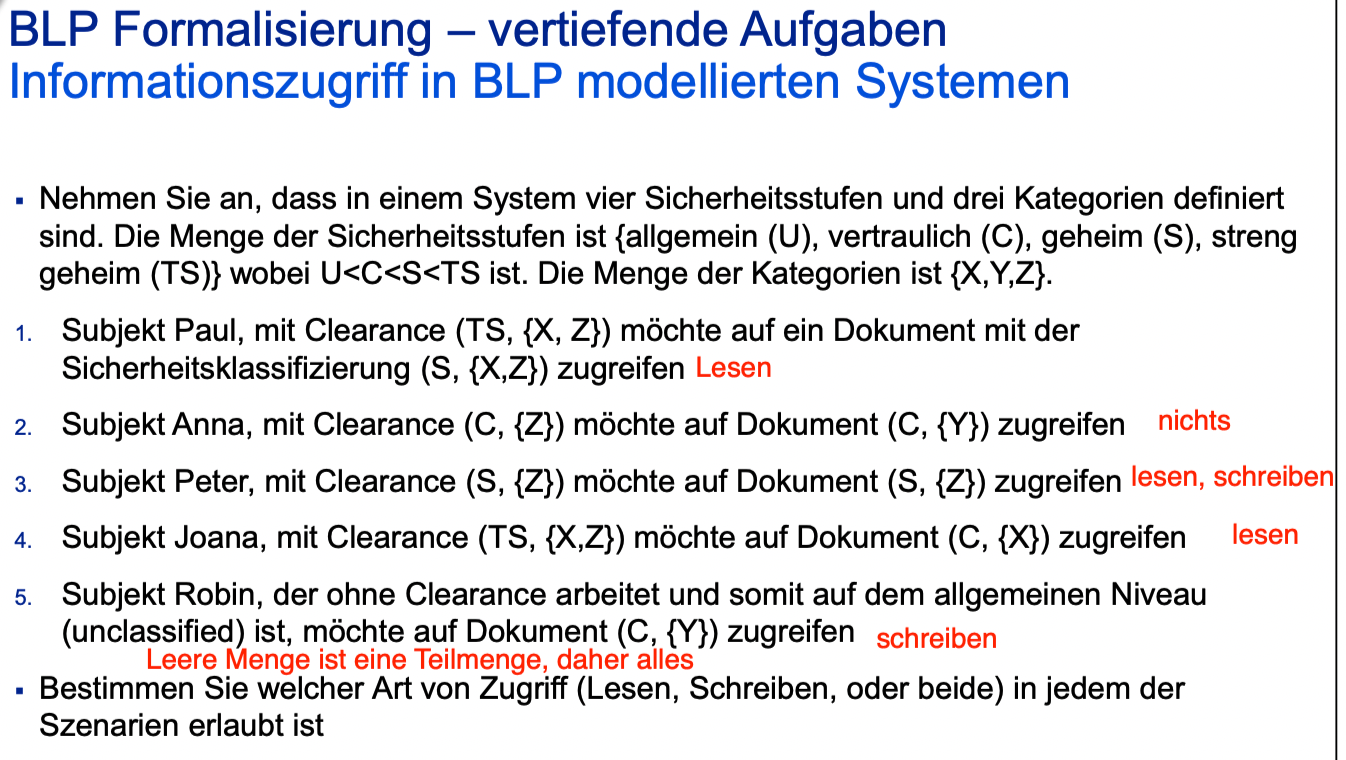 BLP Formalisierung – vertiefende Aufgaben
Informationszugriff in BLP modellierten Systemen
▪ Nehmen Sie an, dass in einem System vier Sicherheitsstufen und drei Kategorien definiert
sind. Die Menge der Sicherheitsstufen ist {allgemein (U), vertraulich (C), geheim (S), streng
geheim (TS)} wobei U<C<S<TS ist. Die Menge der Kategorien ist {X,Y,Z}.
1. Subjekt Paul, mit Clearance (TS, {X, Z}) möchte auf ein Dokument mit der
Sicherheitsklassifizierung (S, {X,Z}) zugreifen Lesen
2. Subjekt Anna, mit Clearance (C, {Z}) möchte auf Dokument (C, {Y}) zugreifen nichts
3. Subjekt Peter, mit Clearance (S, {Z}) möchte auf Dokument (S, {Z}) zugreifen lesen, schreiben
4. Subjekt Joana, mit Clearance (TS, {X,Z}) möchte auf Dokument (C, {X}) zugreifen lesen
5. Subjekt Robin, der ohne Clearance arbeitet und somit auf dem allgemeinen Niveau
(unclassified) ist, möchte auf Dokument (C, {Y}) zugreifen schreiben
Leere Menge ist eine Teilmenge, daher alles
▪ Bestimmen Sie welcher Art von Zugriff (Lesen, Schreiben, oder beide) in jedem der
Szenarien erlaubt ist